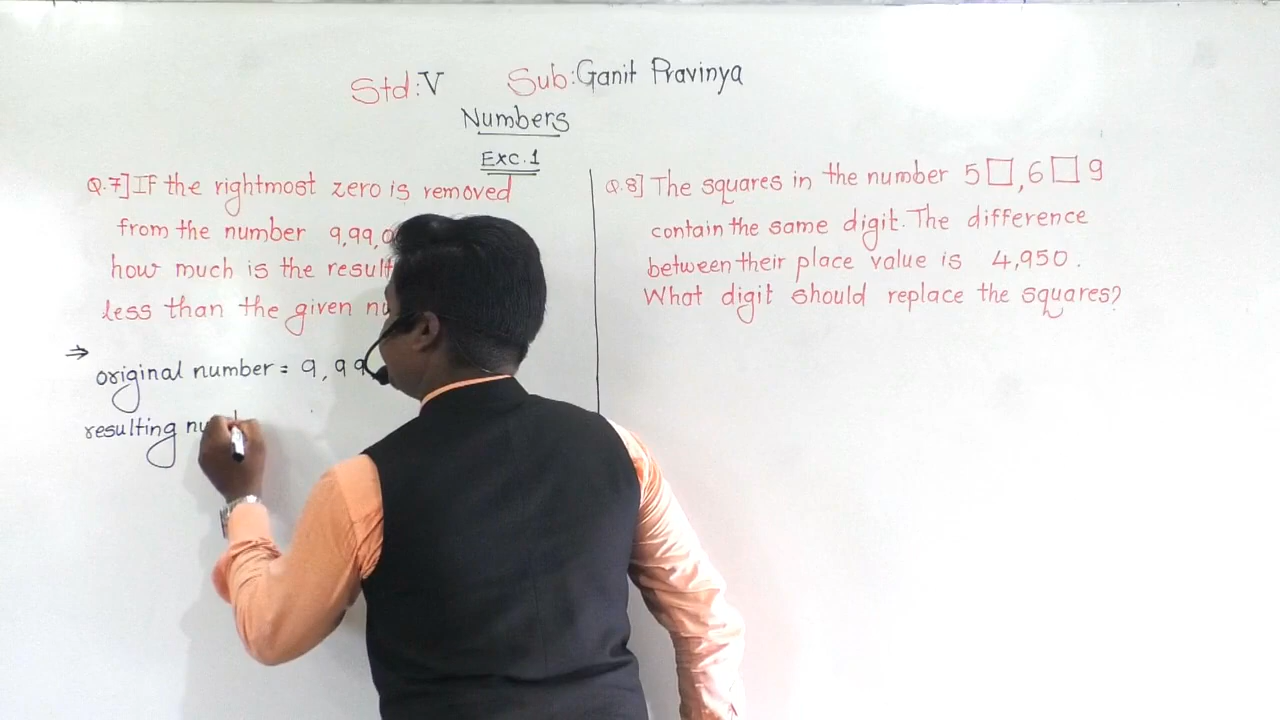 Std:V Sub:Ganit Pravinya
Numbers
Exc.1
Q.7] IF the rightmost zero is removed
from the number 9,99,0
how much is the result
less than the given nu
⇒ original number = 9,99
resulting nu
Q.8] The squares in the number 5□,6□9
contain the same digit. The difference
between their place value is 4,950.
What digit should replace the squares?